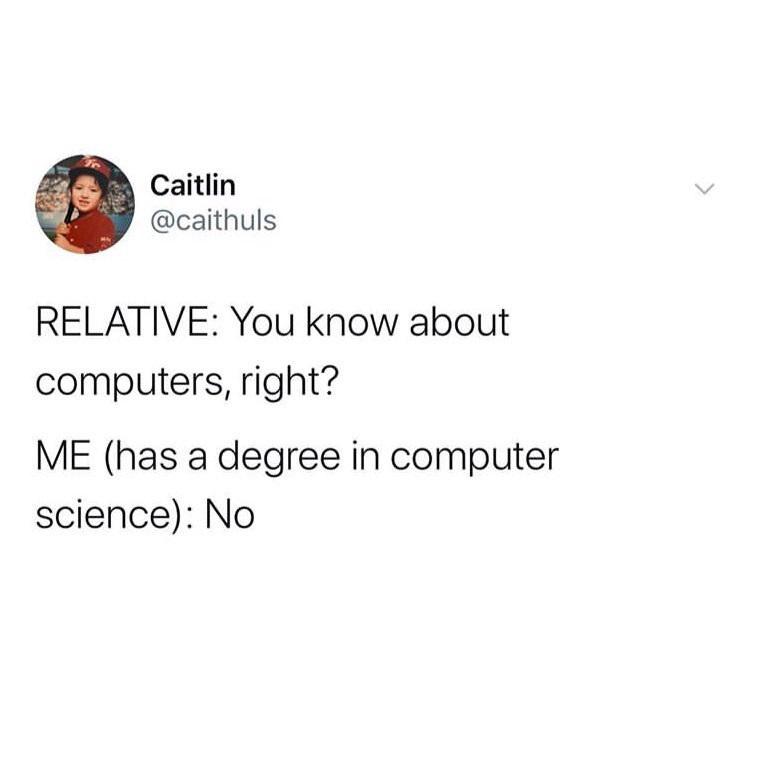 Caitlin
@caithuls
RELATIVE: You know about
computers, right?
ME (has a degree in computer
science): No